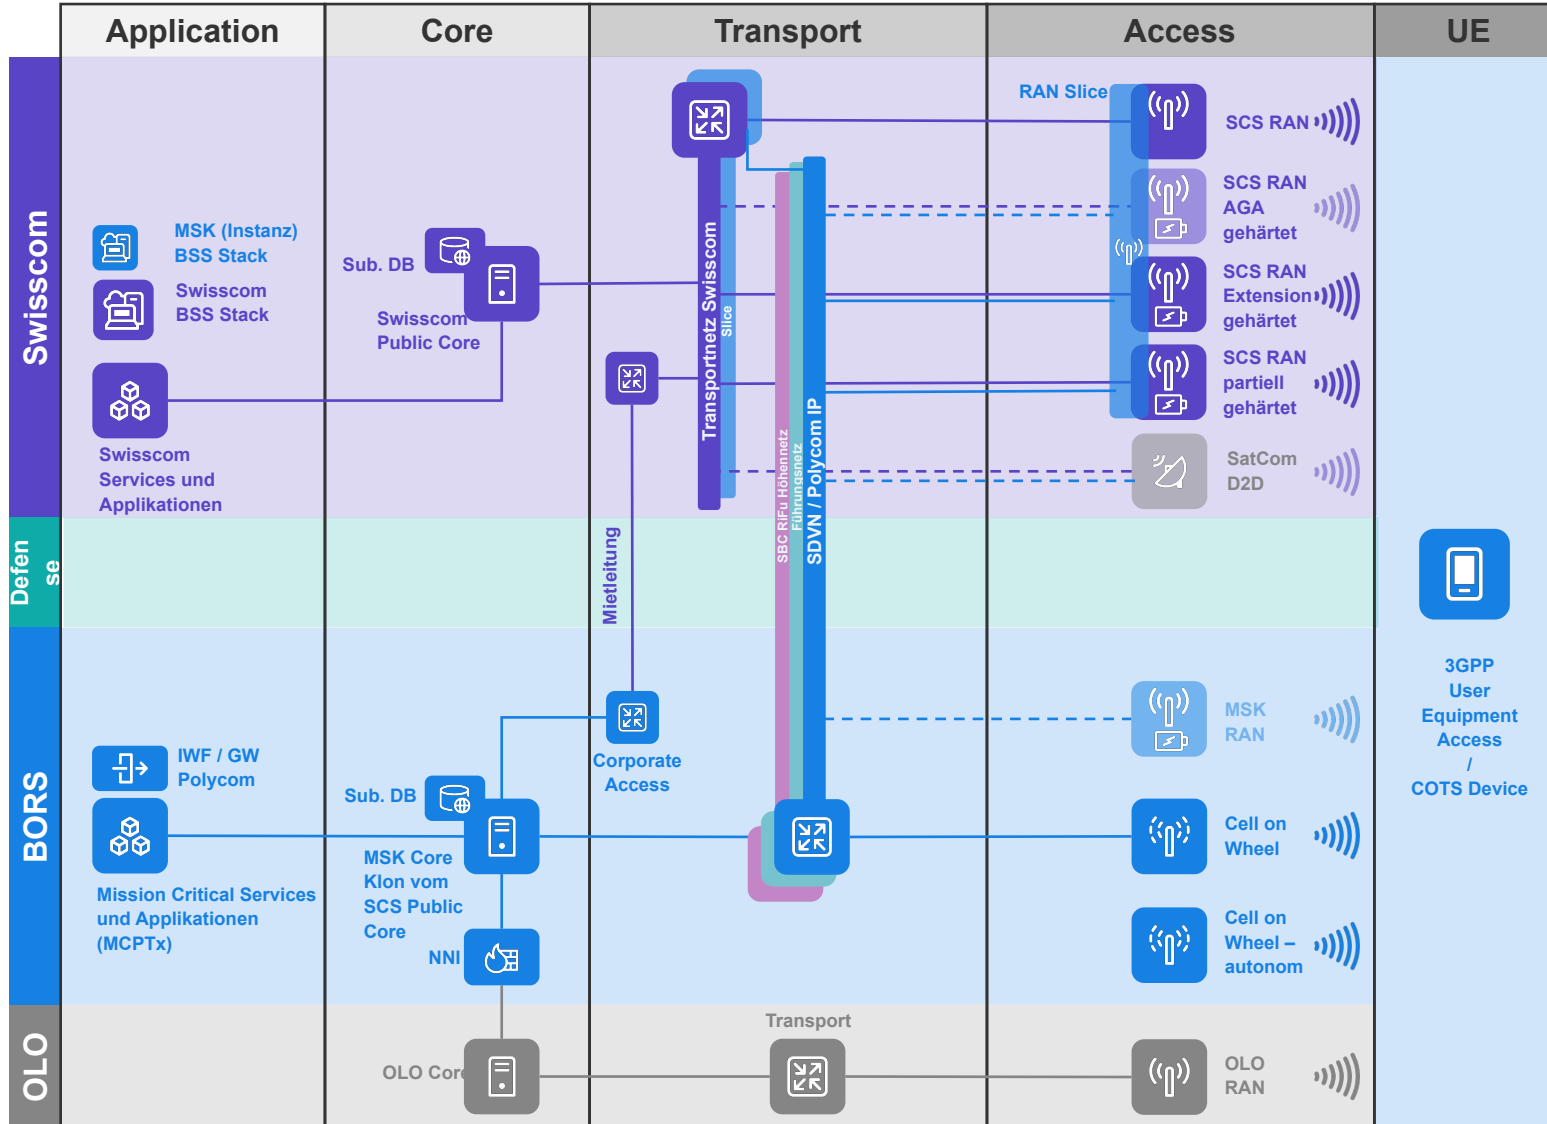 Application
Core
Transport
Access
UE
Swisscom
MSK (Instanz)
BSS Stack
Swisscom
BSS Stack
Swisscom
Services und
Applikationen
Sub. DB
Swisscom
Public Core
Transportnetz Swisscom
Slice
SBC RiFu Höhennetz
Führungsnetz
SDVN / Polycom IP
Mietleitung
RAN Slice
SCS RAN
SCS RAN
AGA
gehärtet
SCS RAN
Extension
gehärtet
SCS RAN
partiell
gehärtet
SatCom
D2D
Defen
se
3GPP
User
Equipment
Access
/
COTS Device
BORS
IWF / GW
Polycom
Mission Critical Services
und Applikationen
(MCPTx)
Sub. DB
MSK Core
Klon vom
SCS Public
Core
NNI
Corporate
Access
MSK
RAN
Cell on
Wheel
Cell on
Wheel –
autonom
OLO
OLO Core
Transport
OLO
RAN